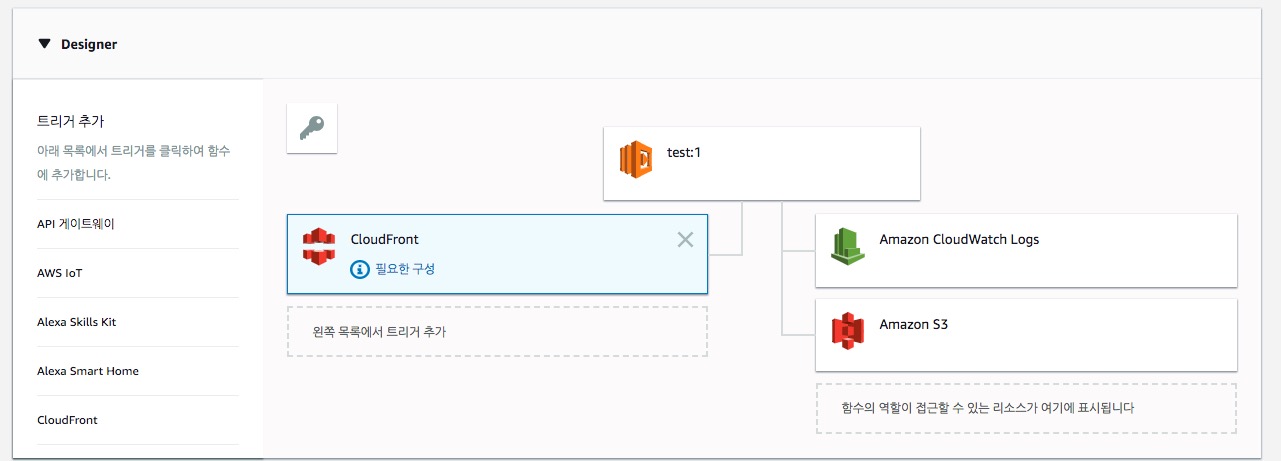 Designer
트리거 추가
아래 목록에서 트리거를 클릭하여 함수
에 추가합니다.
API 게이트웨이
AWS IoT
Alexa Skills Kit
Alexa Smart Home
CloudFront
test:1
CloudFront
필요한 구성
왼쪽 목록에서 트리거 추가
Amazon CloudWatch Logs
Amazon S3
함수의 역할이 접근할 수 있는 리소스가 여기에 표시됩니다